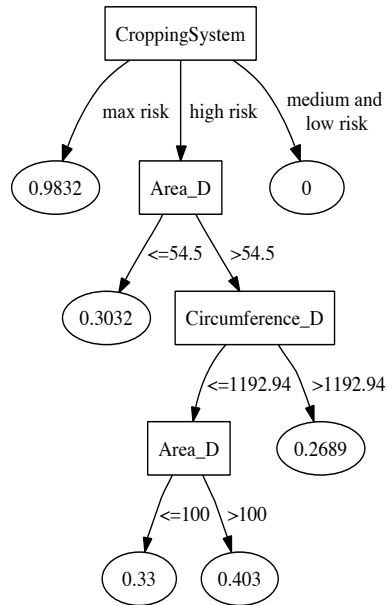 CroppingSystem
max risk
high risk
medium and
low risk
0.9832
Area_D
0
<=54.5
>54.5
0.3032
Circumference_D
<=1192.94
>1192.94
Area_D
0.2689
<=100
>100
0.33
0.403